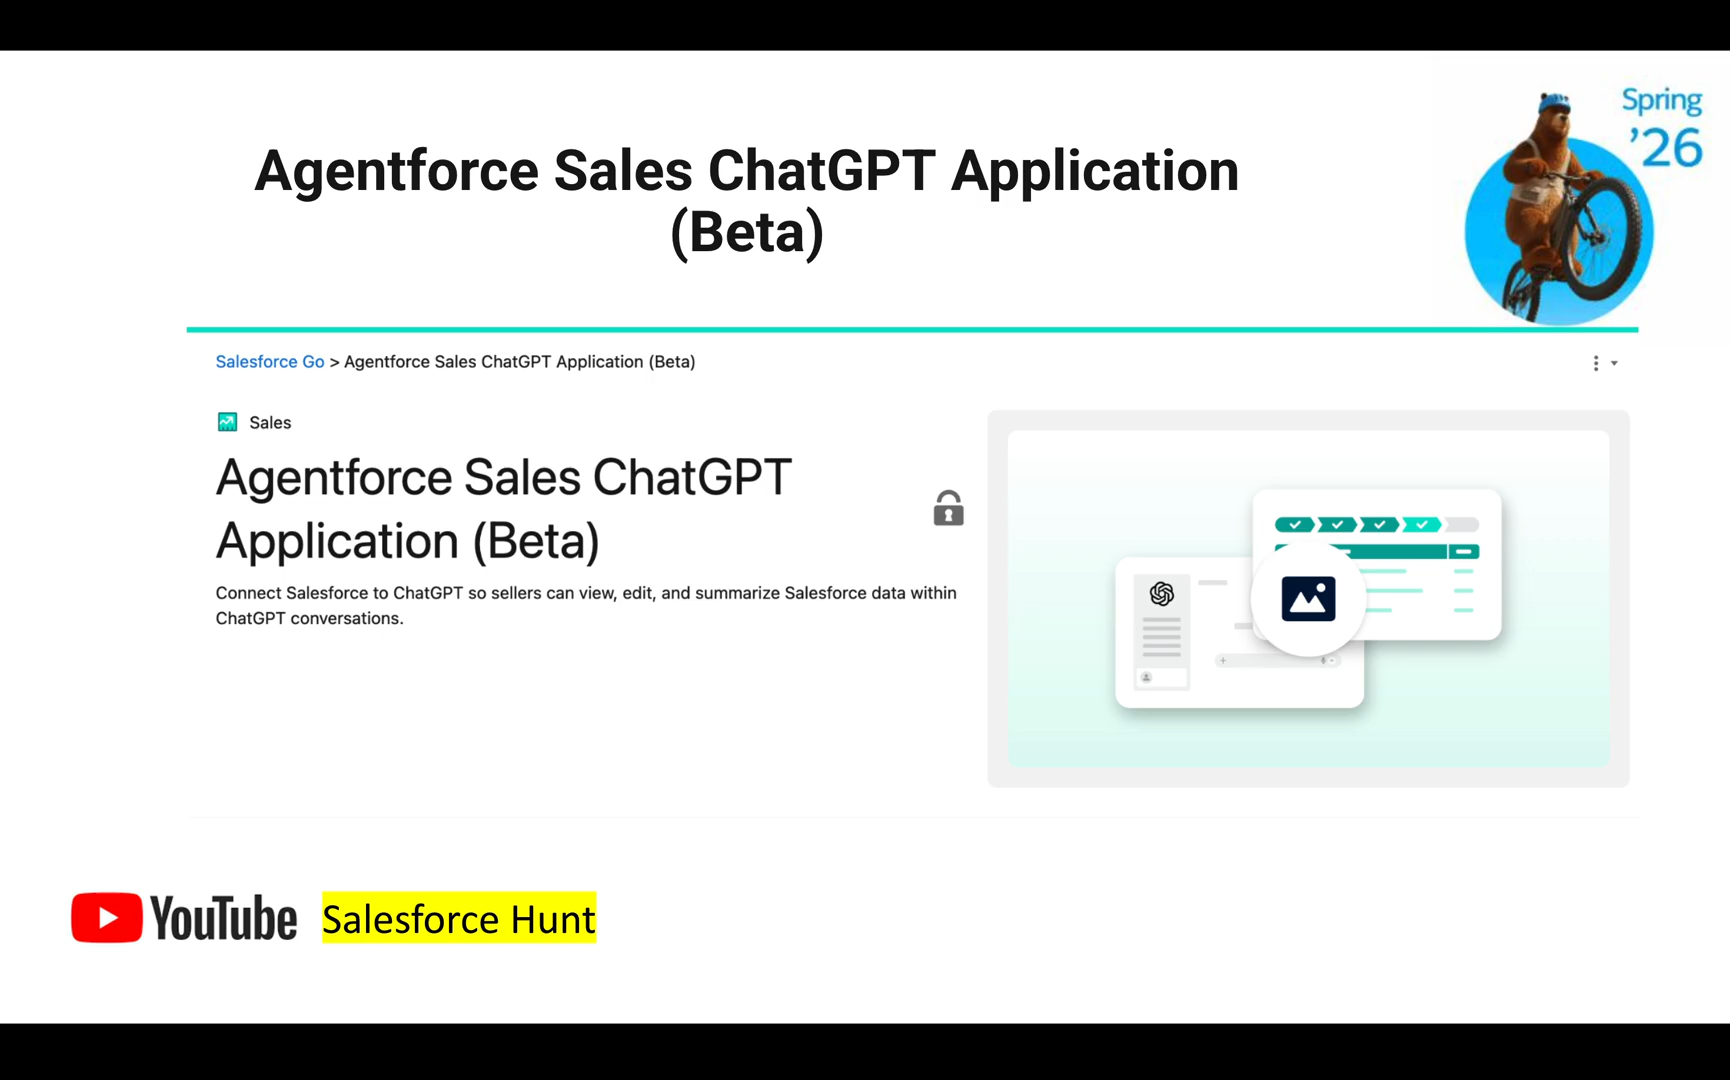 Agentforce Sales ChatGPT Application
(Beta)
Spring
’26
Salesforce Go > Agentforce Sales ChatGPT Application (Beta)
Sales
Agentforce Sales ChatGPT
Application (Beta)
Connect Salesforce to ChatGPT so sellers can view, edit, and summarize Salesforce data within
ChatGPT conversations.
YouTube
Salesforce Hunt